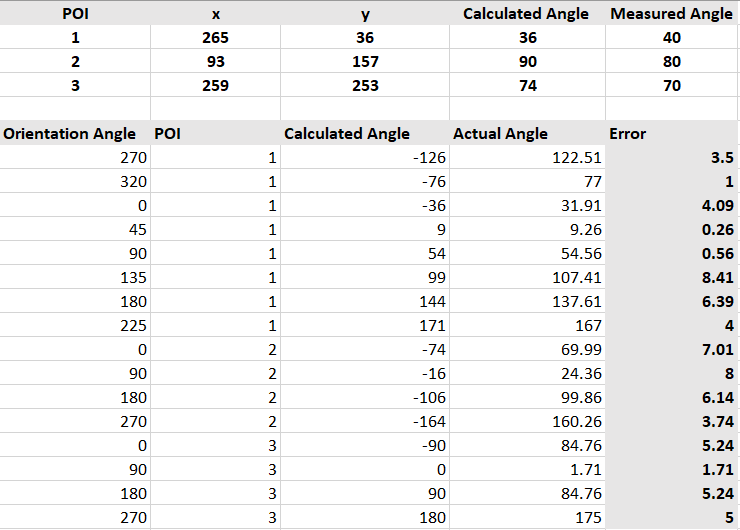 POI x y Calculated Angle Measured Angle
1 265 36 36 40
2 93 157 90 80
3 259 253 74 70
Orientation Angle POI Calculated Angle Actual Angle Error
270 1 -126 122.51 3.5
320 1 -76 77 1
0 1 -36 31.91 4.09
45 1 9 9.26 0.26
90 1 54 54.56 0.56
135 1 99 107.41 8.41
180 1 144 137.61 6.39
225 1 171 167 4
0 2 -74 69.99 7.01
90 2 -16 24.36 8
180 2 -106 99.86 6.14
270 2 -164 160.26 3.74
0 3 -90 84.76 5.24
90 3 0 1.71 1.71
180 3 90 84.76 5.24
270 3 180 175 5